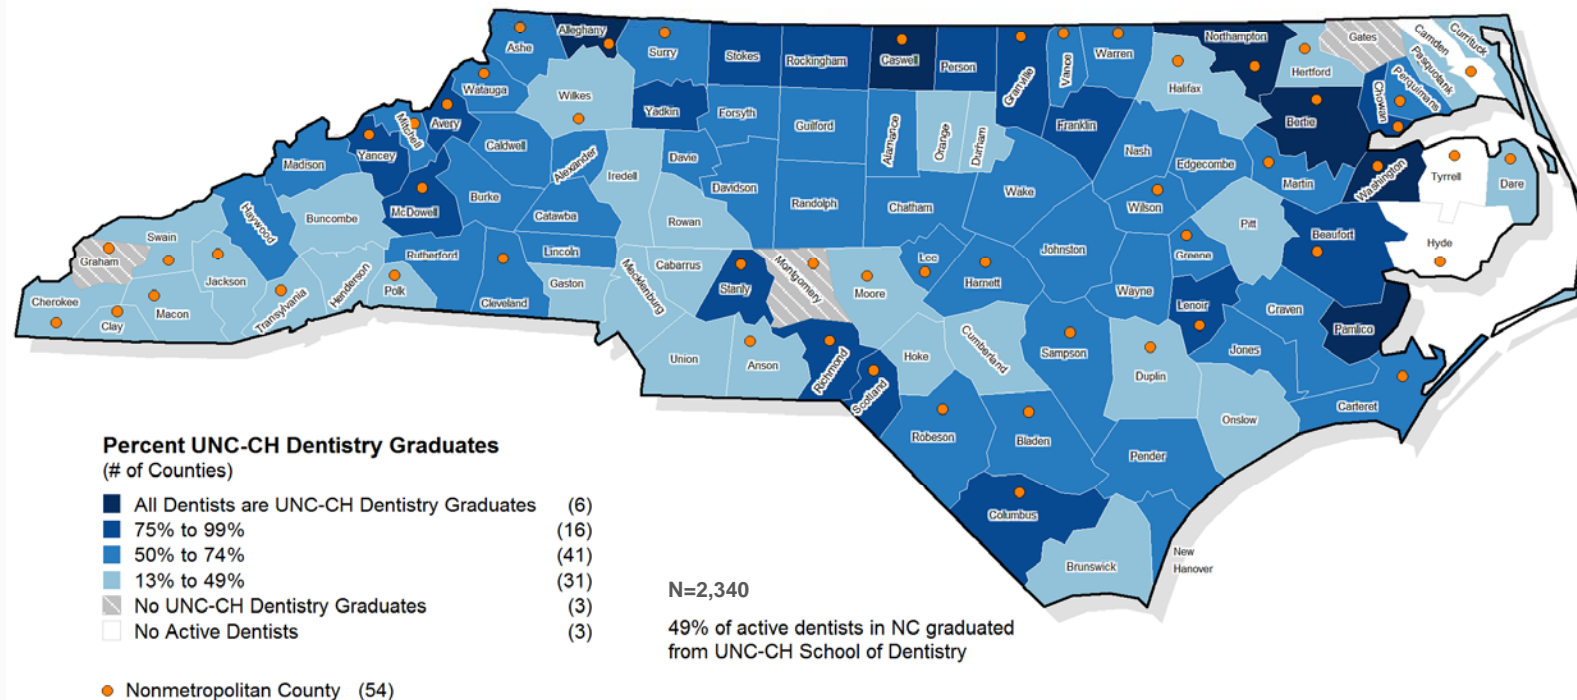 Ashe
Alleghany
Surry
Stokes
Rockingham
Caswell
Person
Granville
Vance
Warren
Northampton
Gates
Camden
Currituck
Pasquotank
Perquimans
Hertford
Halifax
Chowan
Bertie
Watauga
Wilkes
Yadkin
Forsyth
Guilford
Alamance
Orange
Durham
Franklin
Nash
Edgecombe
Martin
Washington
Tyrrell
Dare
Mitchell
Avery
Yancey
Madison
Caldwell
Alexander
Iredell
Davie
Davidson
Randolph
Chatham
Wake
Wilson
Pitt
Beaufort
Hyde
Haywood
Buncombe
McDowell
Burke
Catawba
Rowan
Swain
Graham
Jackson
Rutherford
Lincoln
Cabarrus
Stanly
Montgomery
Moore
Lee
Harnett
Johnston
Greene
Wayne
Lenoir
Craven
Pamlico
Cherokee
Clay
Macon
Transylvania
Henderson
Polk
Cleveland
Gaston
Mecklenburg
Union
Anson
Richmond
Scotland
Hoke
Cumberland
Sampson
Duplin
Jones
Onslow
Carteret
Robeson
Bladen
Pender
Columbus
Brunswick
New
Hanover
Percent UNC-CH Dentistry Graduates
(# of Counties)
All Dentists are UNC-CH Dentistry Graduates (6)
75% to 99% (16)
50% to 74% (41)
13% to 49% (31)
No UNC-CH Dentistry Graduates (3)
No Active Dentists (3)
Nonmetropolitan County (54)
N=2,340
49% of active dentists in NC graduated
from UNC-CH School of Dentistry